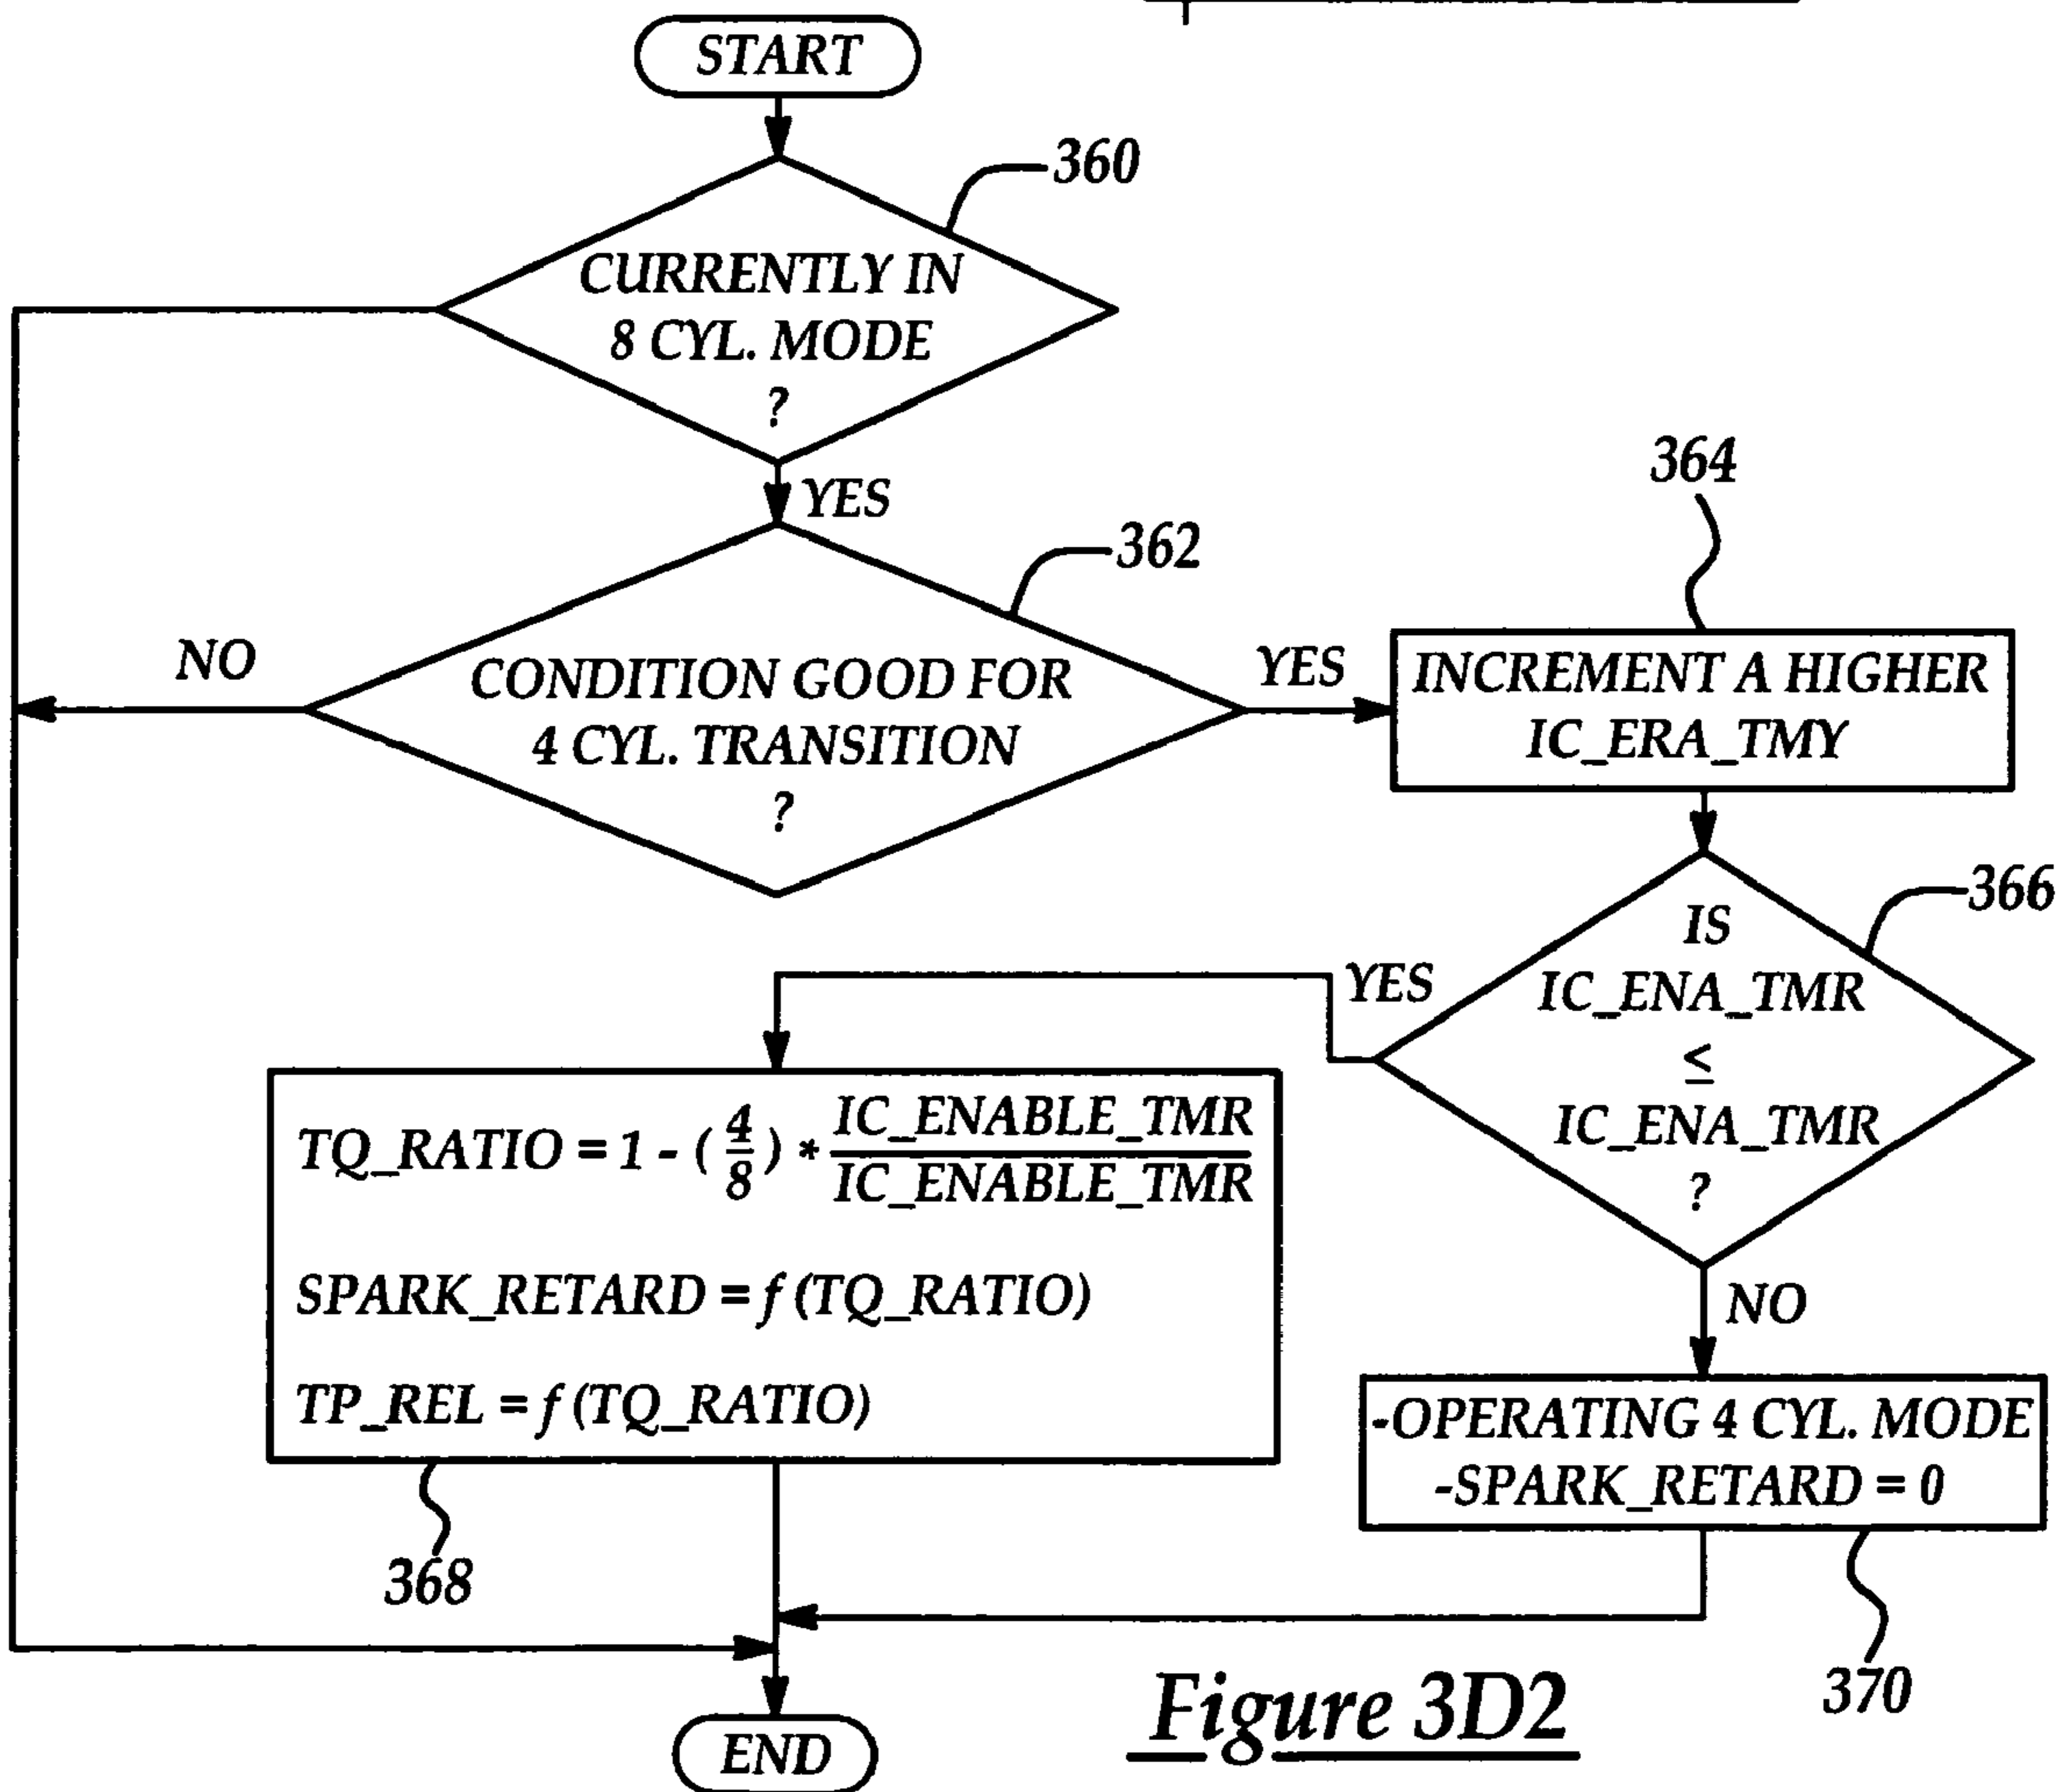 START
360
CURRENTLY IN
8 CYL. MODE
?
YES
362
CONDITION GOOD FOR
4 CYL. TRANSITION
?
NO
YES
364
INCREMENT A HIGHER
IC_ERA_TMY
366
IS
IC_ENA_TMR
≤
IC_ENA_TMR
?
YES
NO
TQ_RATIO = 1 - ( 4/8 ) * IC_ENABLE_TMR / IC_ENABLE_TMR
SPARK_RETARD = f (TQ_RATIO)
TP_REL = f (TQ_RATIO)
368
-OPERATING 4 CYL. MODE
-SPARK_RETARD = 0
370
END
Figure 3D2